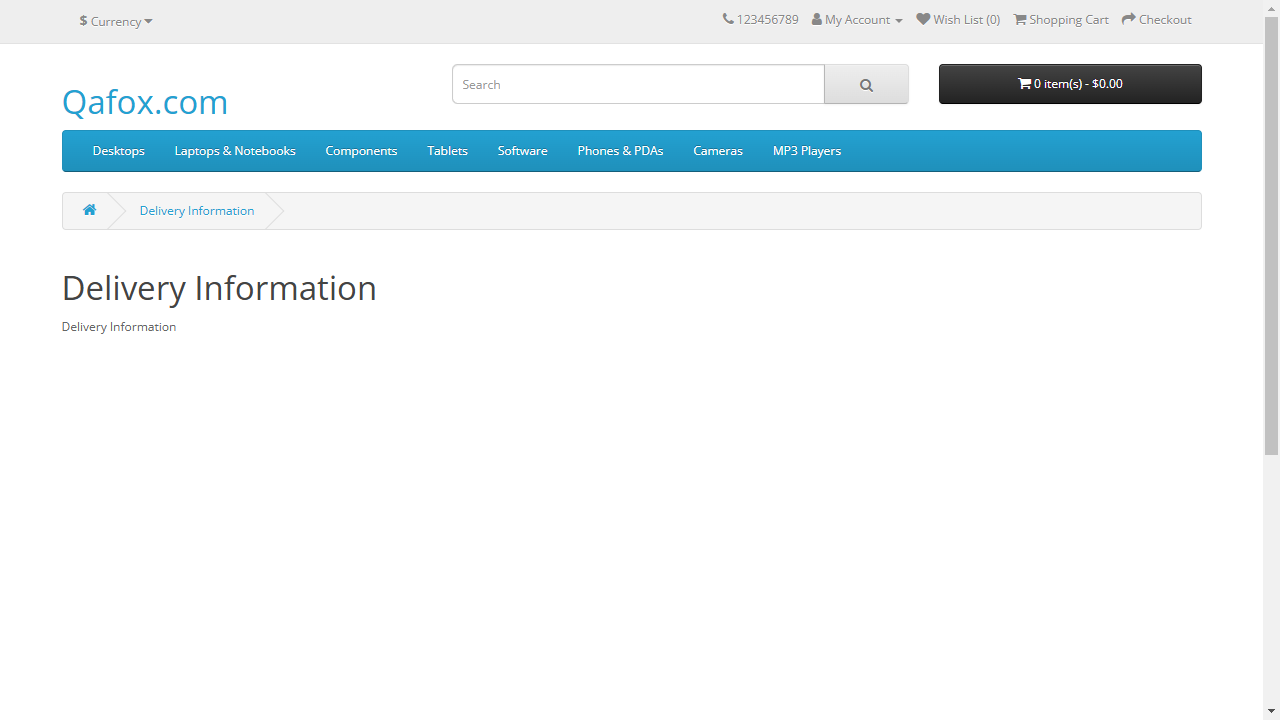 $ Currency
123456789 My Account Wish List (0) Shopping Cart Checkout
Qafox.com
Search
0 item(s) - $0.00
Desktops Laptops & Notebooks Components Tablets Software Phones & PDAs Cameras MP3 Players
Delivery Information
Delivery Information
Delivery Information